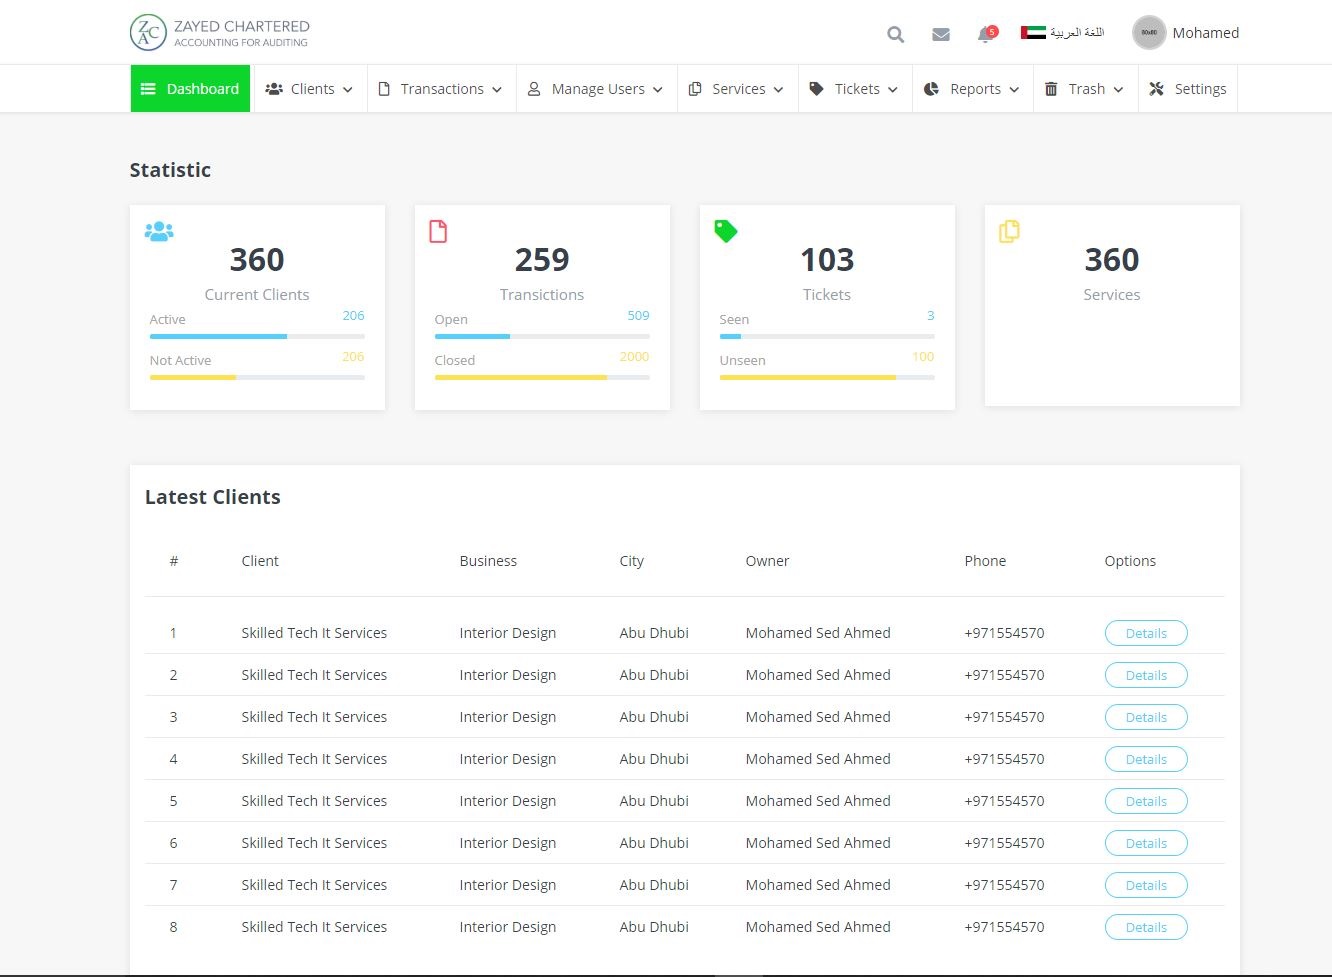 ZAC
ZAYED CHARTERED
ACCOUNTING FOR AUDITING
5
اللغة العربية
80x80
Mohamed
Dashboard
Clients
Transactions
Manage Users
Services
Tickets
Reports
Trash
Settings
Statistic
360
Current Clients
Active 206
Not Active 206
259
Transictions
Open 509
Closed 2000
103
Tickets
Seen 3
Unseen 100
360
Services
Latest Clients
# Client Business City Owner Phone Options
1 Skilled Tech It Services Interior Design Abu Dhubi Mohamed Sed Ahmed +971554570 Details
2 Skilled Tech It Services Interior Design Abu Dhubi Mohamed Sed Ahmed +971554570 Details
3 Skilled Tech It Services Interior Design Abu Dhubi Mohamed Sed Ahmed +971554570 Details
4 Skilled Tech It Services Interior Design Abu Dhubi Mohamed Sed Ahmed +971554570 Details
5 Skilled Tech It Services Interior Design Abu Dhubi Mohamed Sed Ahmed +971554570 Details
6 Skilled Tech It Services Interior Design Abu Dhubi Mohamed Sed Ahmed +971554570 Details
7 Skilled Tech It Services Interior Design Abu Dhubi Mohamed Sed Ahmed +971554570 Details
8 Skilled Tech It Services Interior Design Abu Dhubi Mohamed Sed Ahmed +971554570 Details